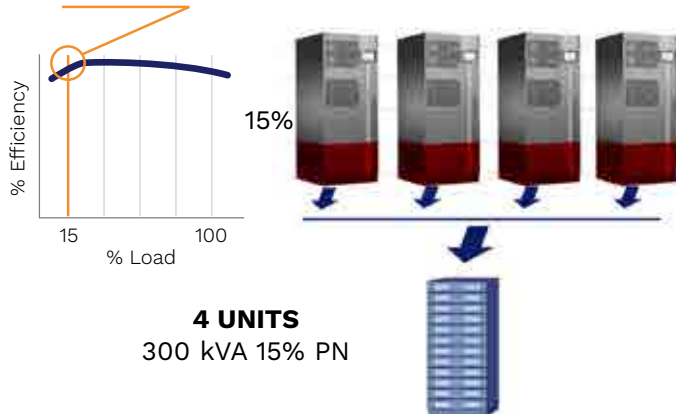 % Efficiency
15
100
% Load
15%
4 UNITS
300 kVA 15% PN